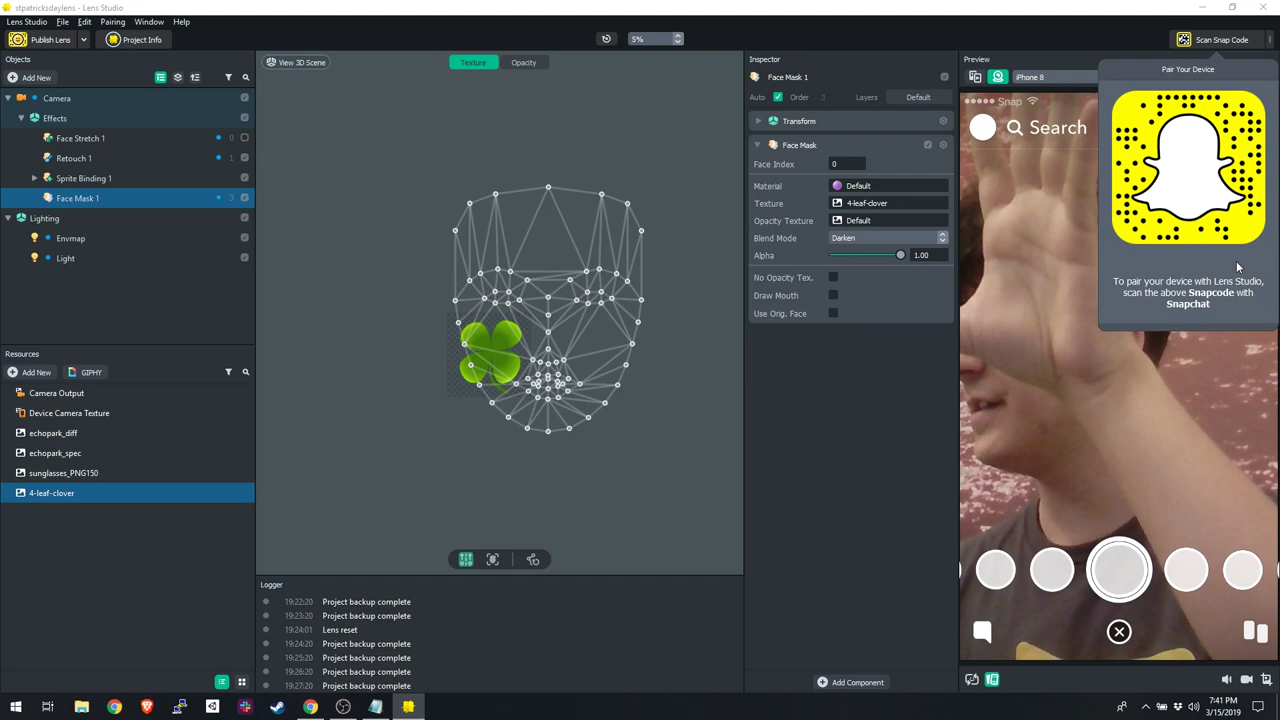 stpatricksdaylens - Lens Studio
Lens Studio File Edit Pairing Window Help
Publish Lens Project Info
5%
Scan Snap Code
Objects
Add New
Camera
Effects
Face Stretch 1 0
Retouch 1 1
Sprite Binding 1
Face Mask 1 3
Lighting
Envmap
Light
Resources
Add New GIPHY
Camera Output
Device Camera Texture
echopark_diff
echopark_spec
sunglasses_PNG150
4-leaf-clover
View 3D Scene
Texture Opacity
Logger
19:22:20 Project backup complete
19:23:20 Project backup complete
19:24:01 Lens reset
19:24:20 Project backup complete
19:25:20 Project backup complete
19:26:20 Project backup complete
19:27:20 Project backup complete
Inspector
Face Mask 1
Auto Order 3 Layers Default
Transform
Face Mask
Face Index 0
Material Default
Texture 4-leaf-clover
Opacity Texture Default
Blend Mode Darken
Alpha 1.00
No Opacity Tex.
Draw Mouth
Use Orig. Face
Add Component
Preview
iPhone 8
Snap
Search
Pair Your Device
To pair your device with Lens Studio,
scan the above Snapcode with
Snapchat
7:41 PM
3/15/2019